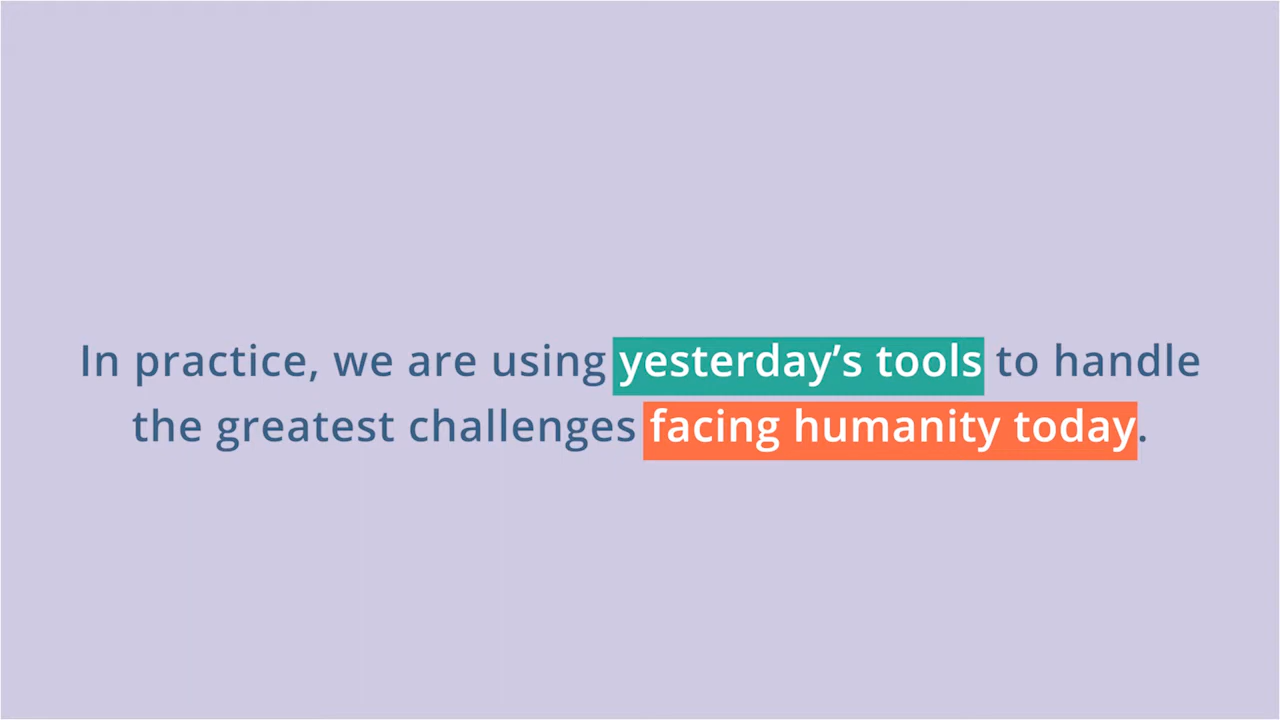 In practice, we are using yesterday’s tools to handle
the greatest challenges facing humanity today.